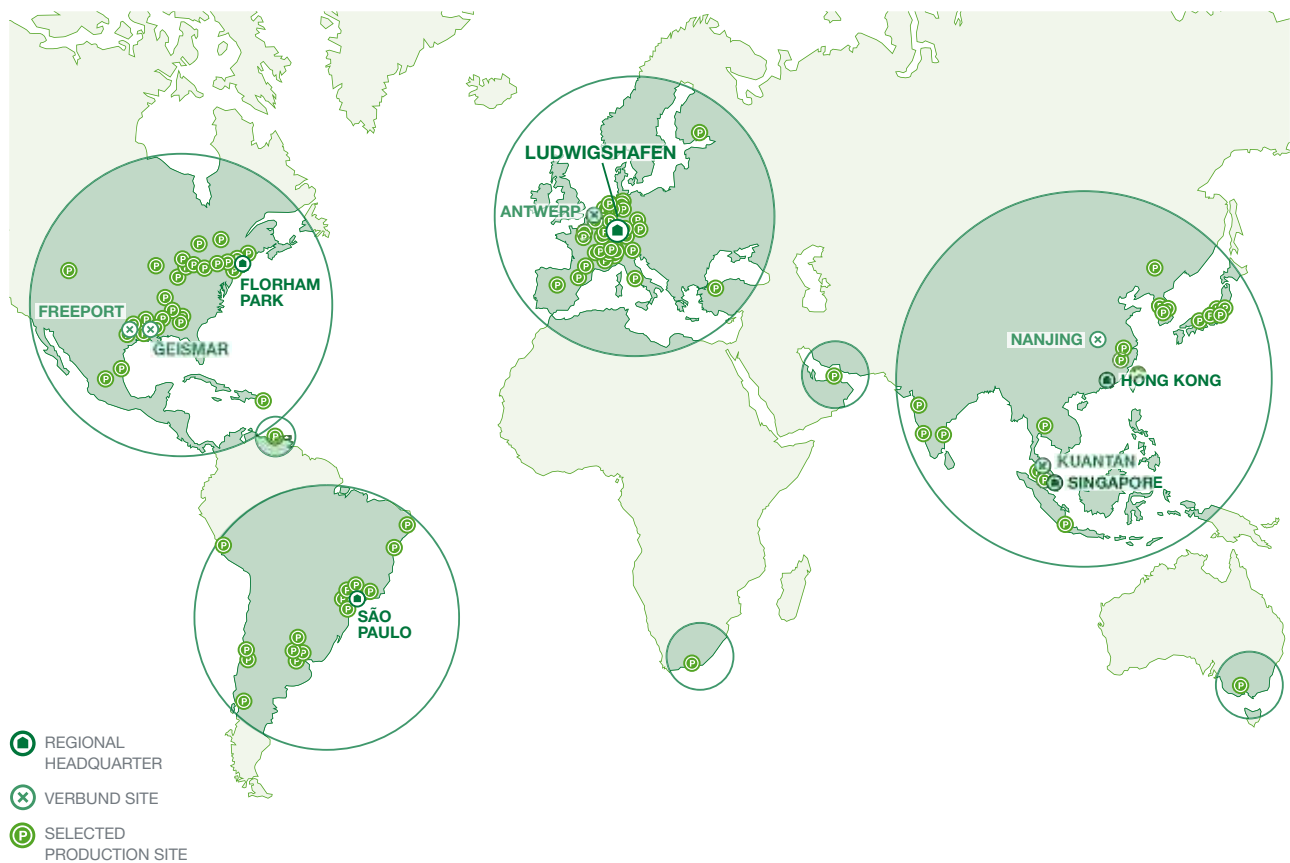 LUDWIGSHAFEN
ANTWERP
FLORHAM
PARK
FREEPORT
GEISMAR
NANJING
HONG KONG
KUANTAN
SINGAPORE
SÃO
PAULO
REGIONAL
HEADQUARTER
VERBUND SITE
P SELECTED
PRODUCTION SITE